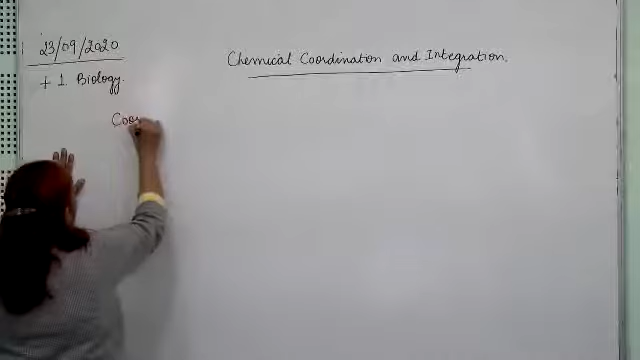 23/09/2020
Chemical Coordination and Integration.
+ 1 Biology.
Coo